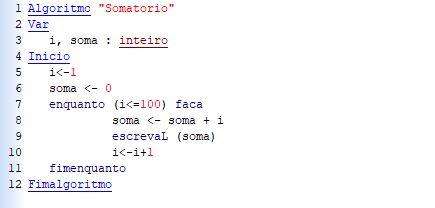 1 Algoritmo "Somatorio"
2 Var
3 i, soma : inteiro
4 Inicio
5 i<-1
6 soma <- 0
7 enquanto (i<=100) faca
8 soma <- soma + i
9 escrevaL (soma)
10 i<-i+1
11 fimenquanto
12 Fimalgoritmo